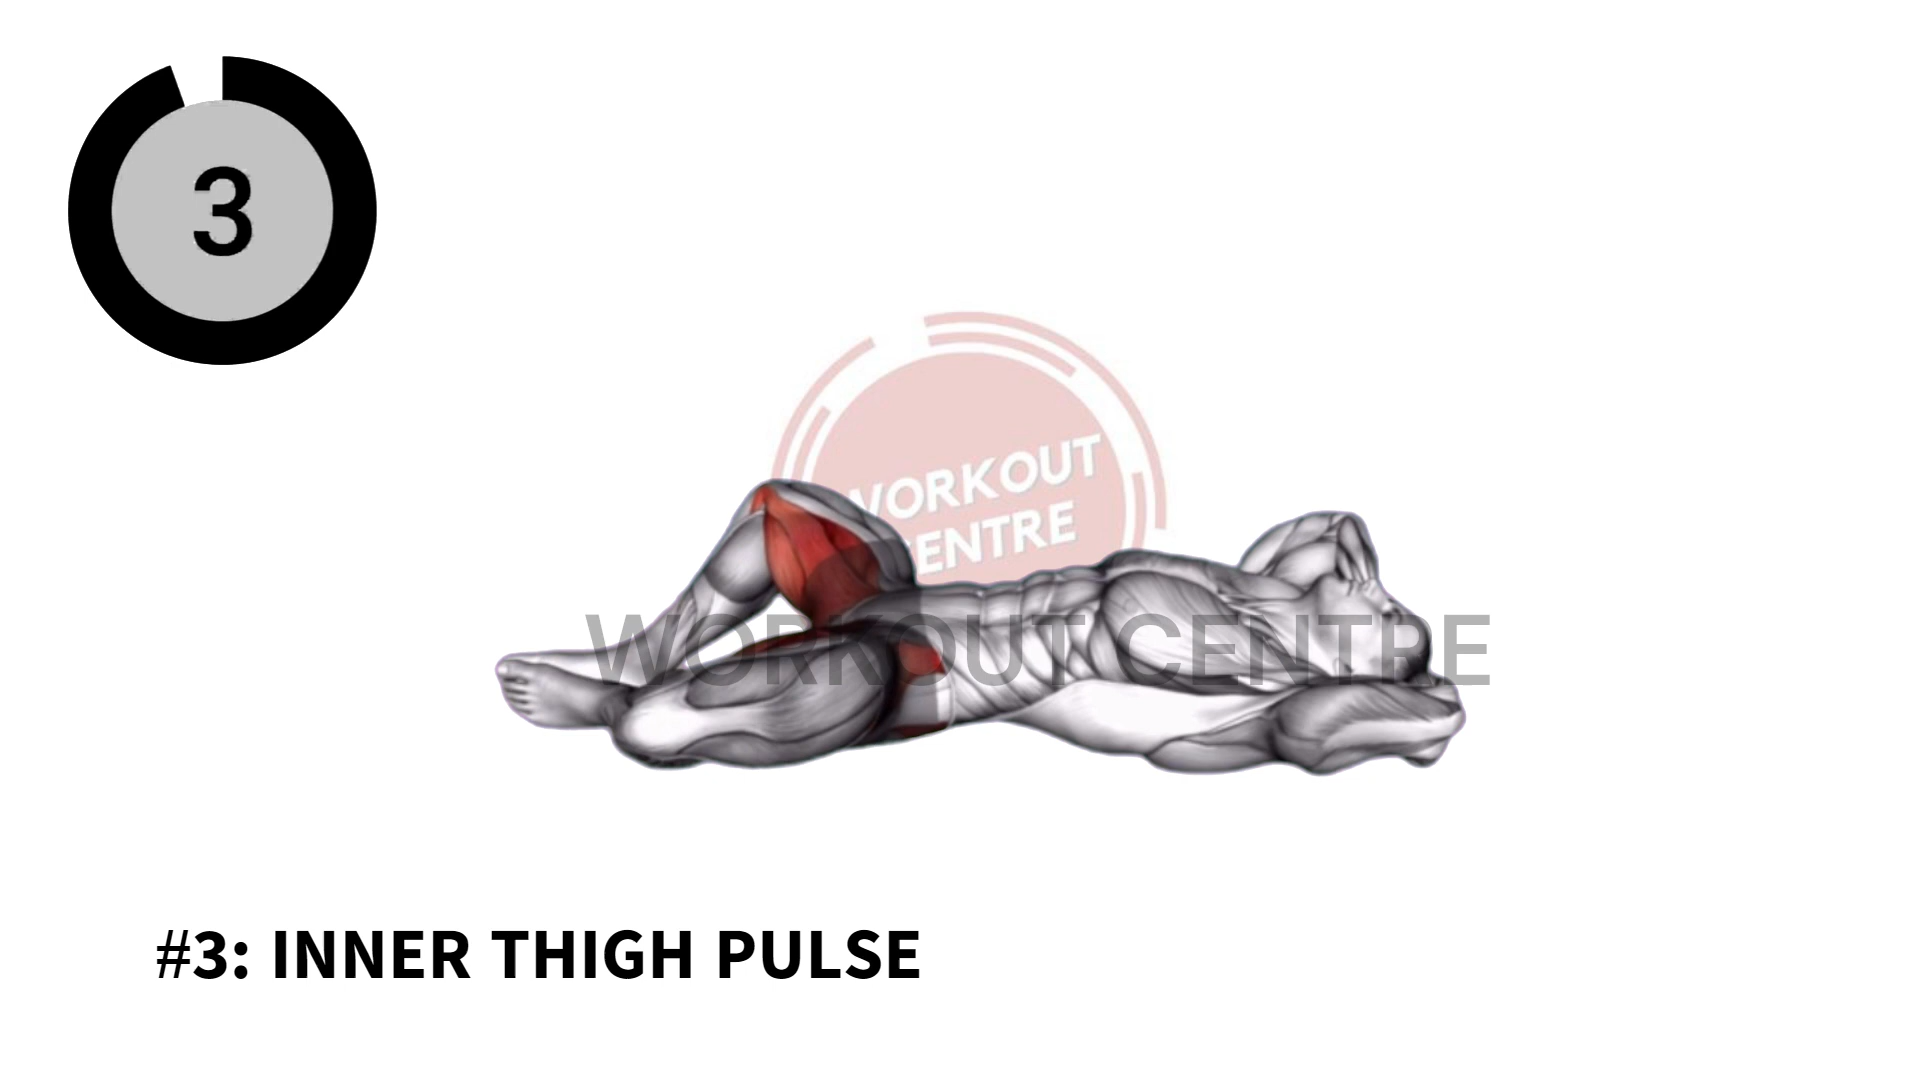 3
WORKOUT
CENTRE
WORKOUT CENTRE
#3: INNER THIGH PULSE